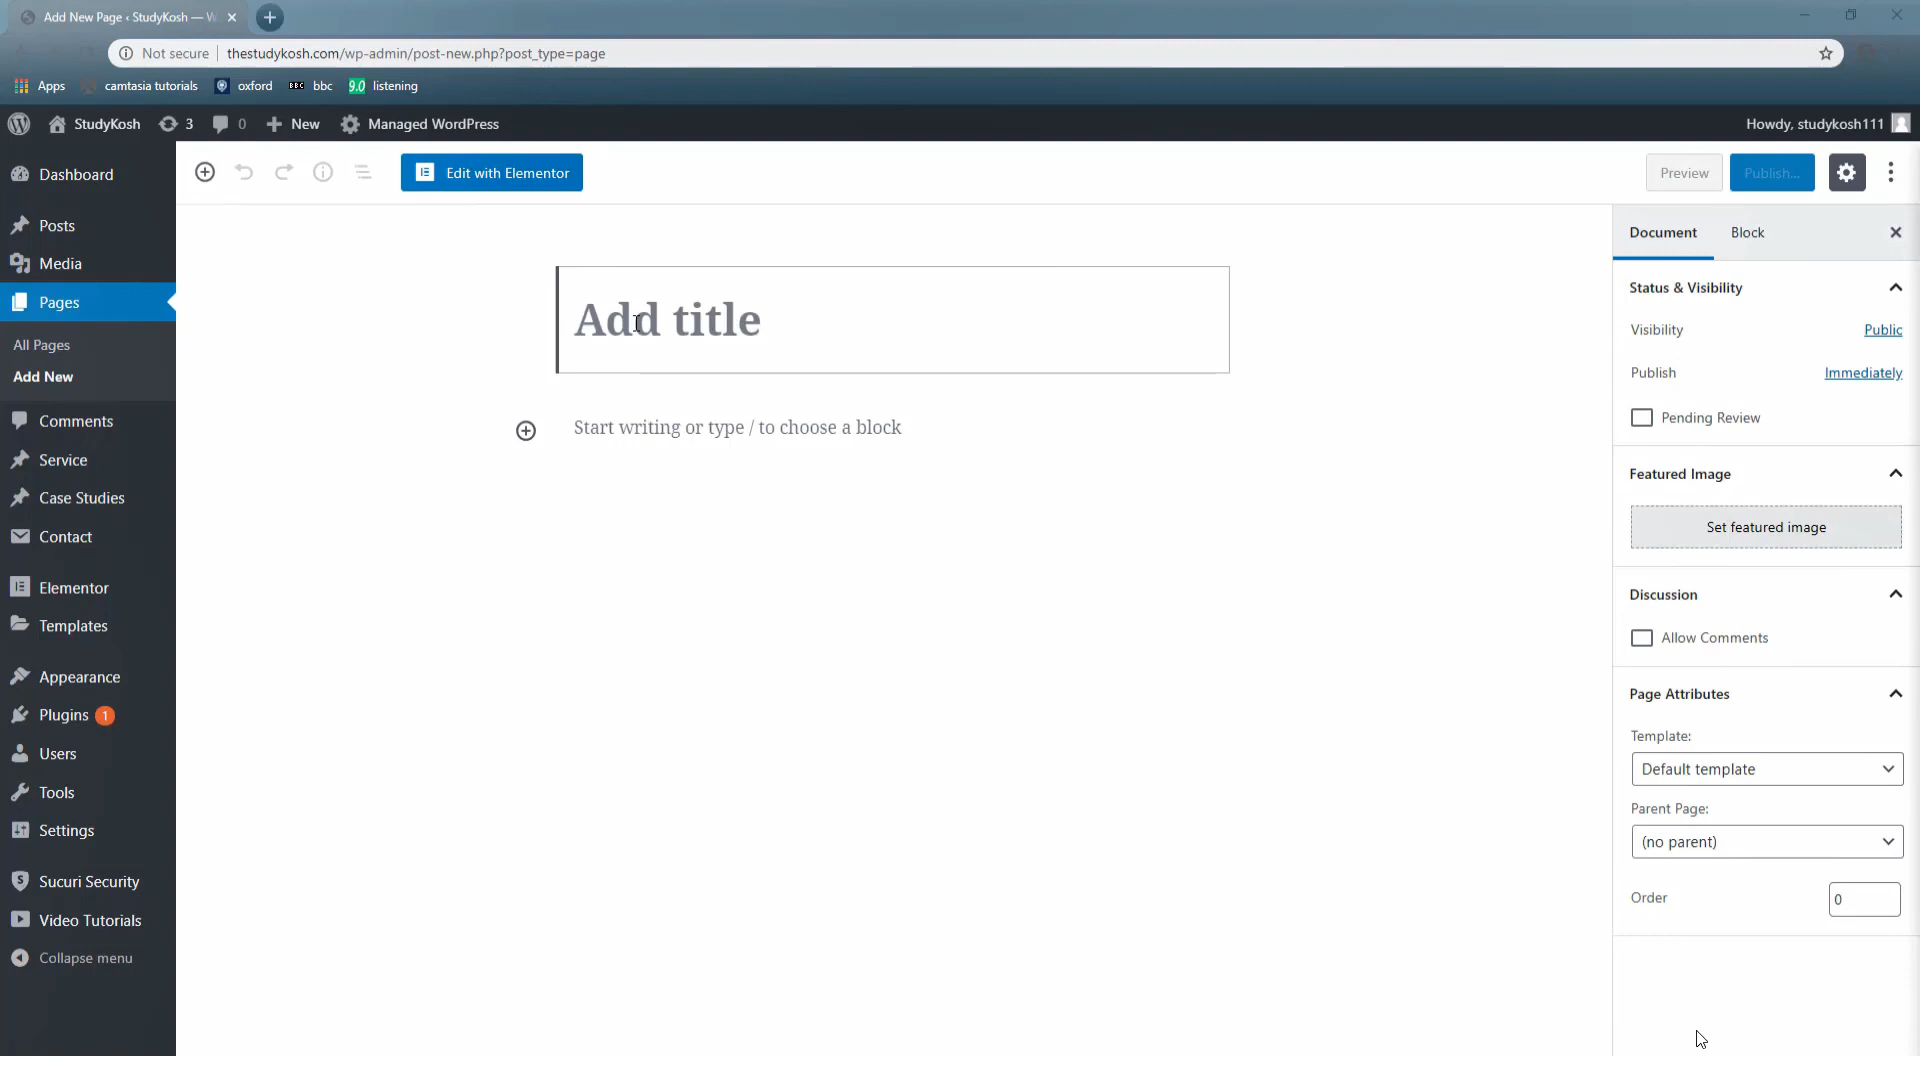 Add New Page ‹ StudyKosh — W
Not secure
thestudykosh.com/wp-admin/post-new.php?post_type=page
Apps
camtasia tutorials
oxford
BBC
bbc
9.0
listening
StudyKosh
3
0
New
Managed WordPress
Howdy, studykosh111
Dashboard
Posts
Media
Pages
All Pages
Add New
Comments
Service
Case Studies
Contact
Elementor
Templates
Appearance
Plugins 1
Users
Tools
Settings
Sucuri Security
Video Tutorials
Collapse menu
Edit with Elementor
Preview
Publish...
Add title
Start writing or type / to choose a block
Document
Block
Status & Visibility
Visibility
Public
Publish
Immediately
Pending Review
Featured Image
Set featured image
Discussion
Allow Comments
Page Attributes
Template:
Default template
Parent Page:
(no parent)
Order
0